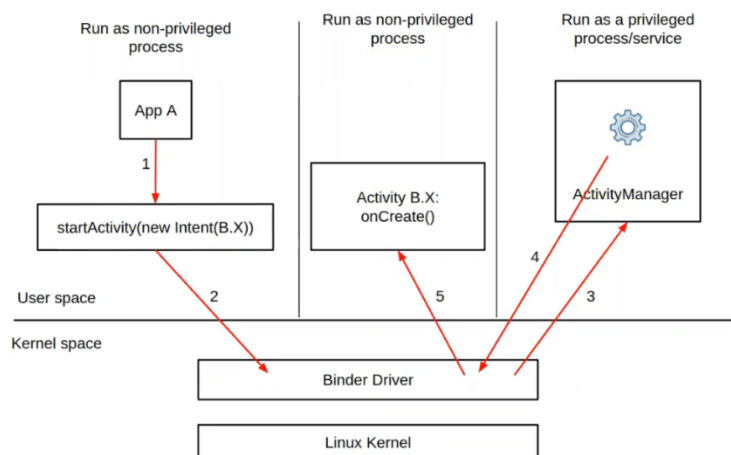 Run as non-privileged
process
Run as non-privileged
process
Run as a privileged
process/service
App A
1
startActivity(new Intent(B.X))
Activity B.X:
onCreate()
ActivityManager
4
2
5
3
User space
Kernel space
Binder Driver
Linux Kernel